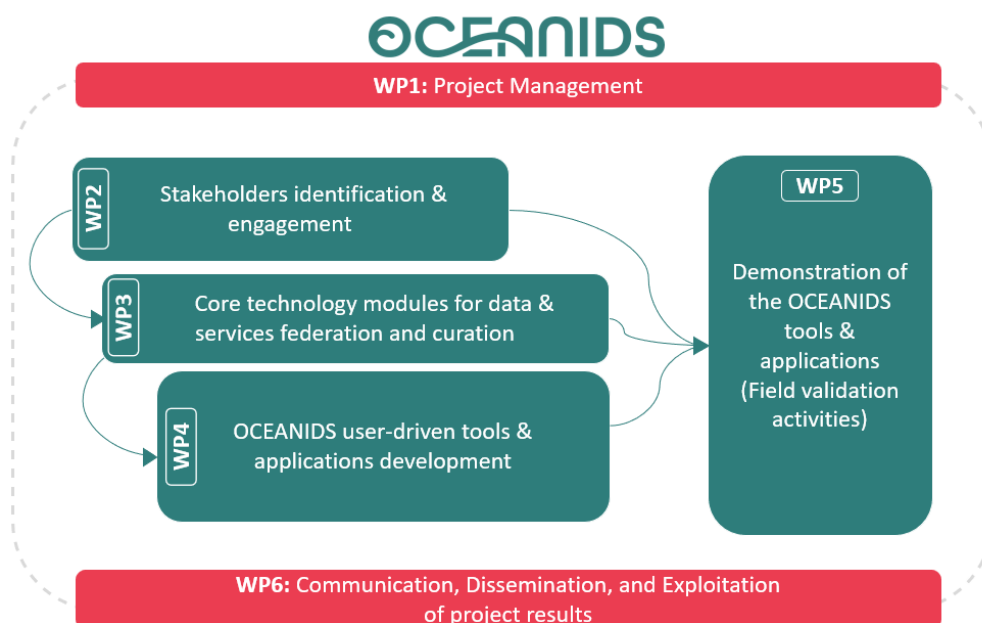 OCEANIDS
WP1: Project Management
WP2
Stakeholders identification &
engagement
WP3
Core technology modules for data &
services federation and curation
WP4
OCEANIDS user-driven tools &
applications development
WP5
Demonstration of
the OCEANIDS
tools &
applications
(Field validation
activities)
WP6: Communication, Dissemination, and Exploitation
of project results